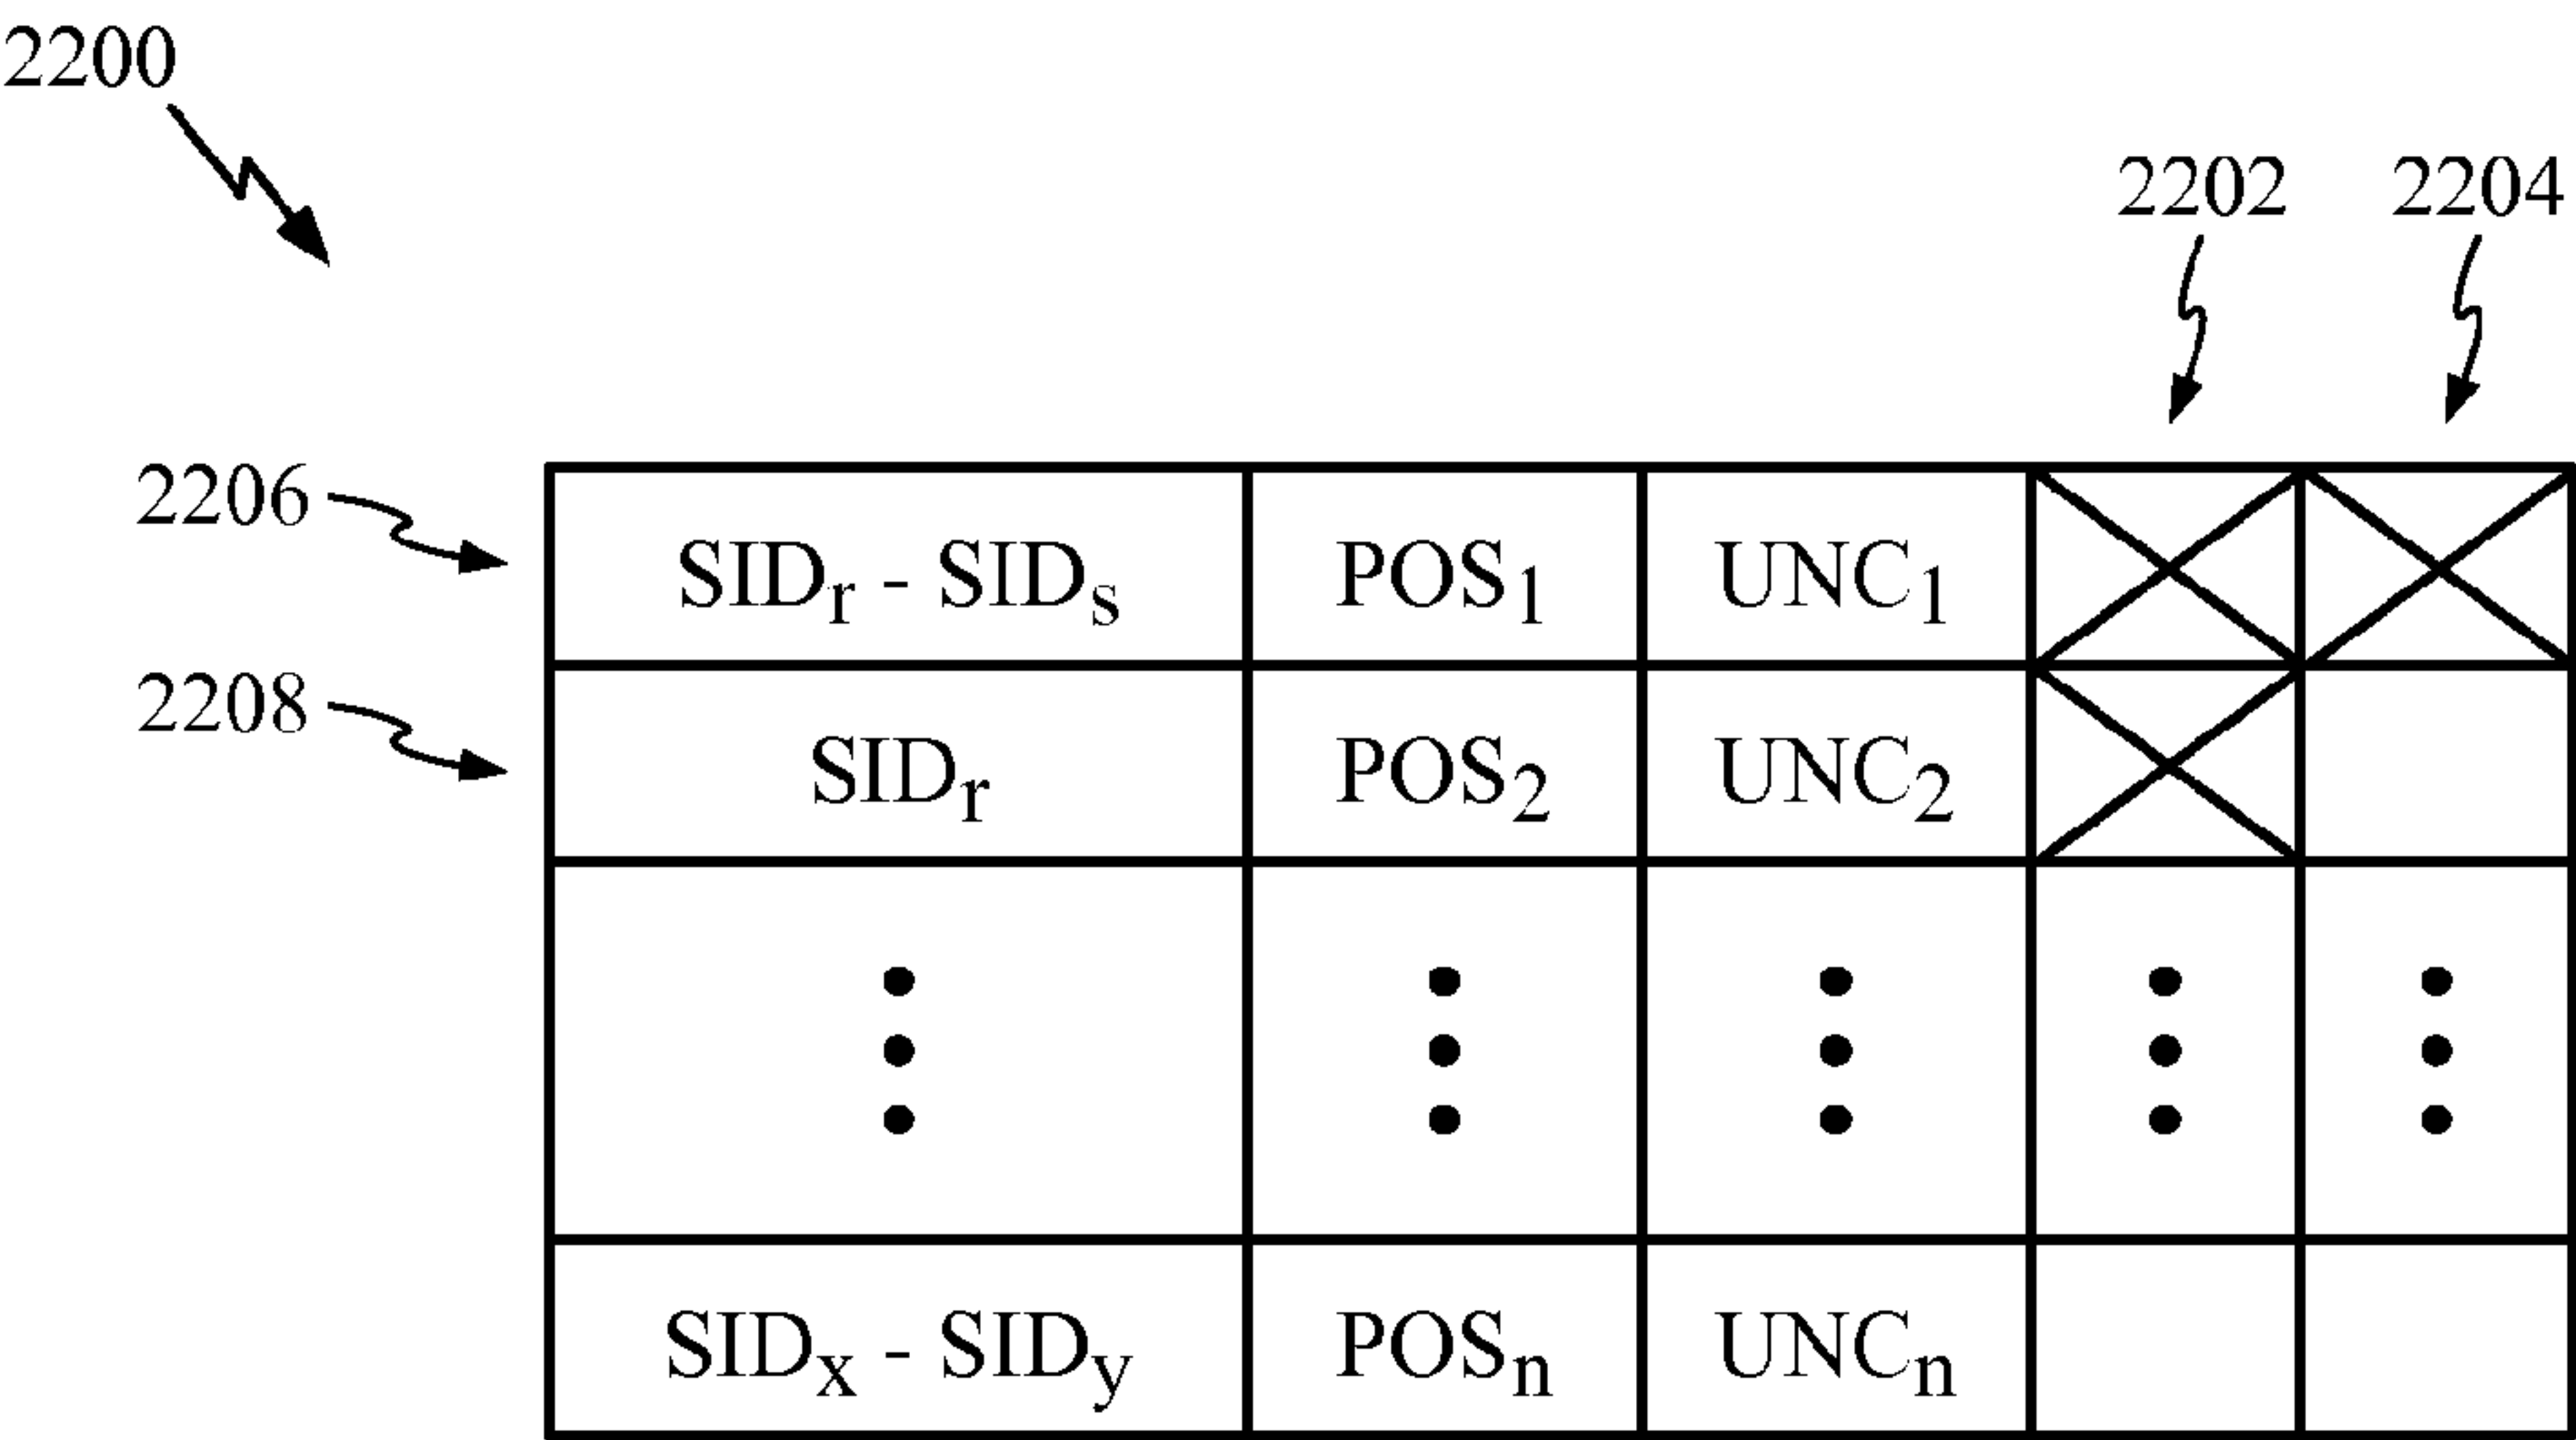 2200
2202 2204
2206 SIDr - SIDs POS1 UNC1
2208 SIDr POS2 UNC2
SIDx - SIDy POSn UNCn